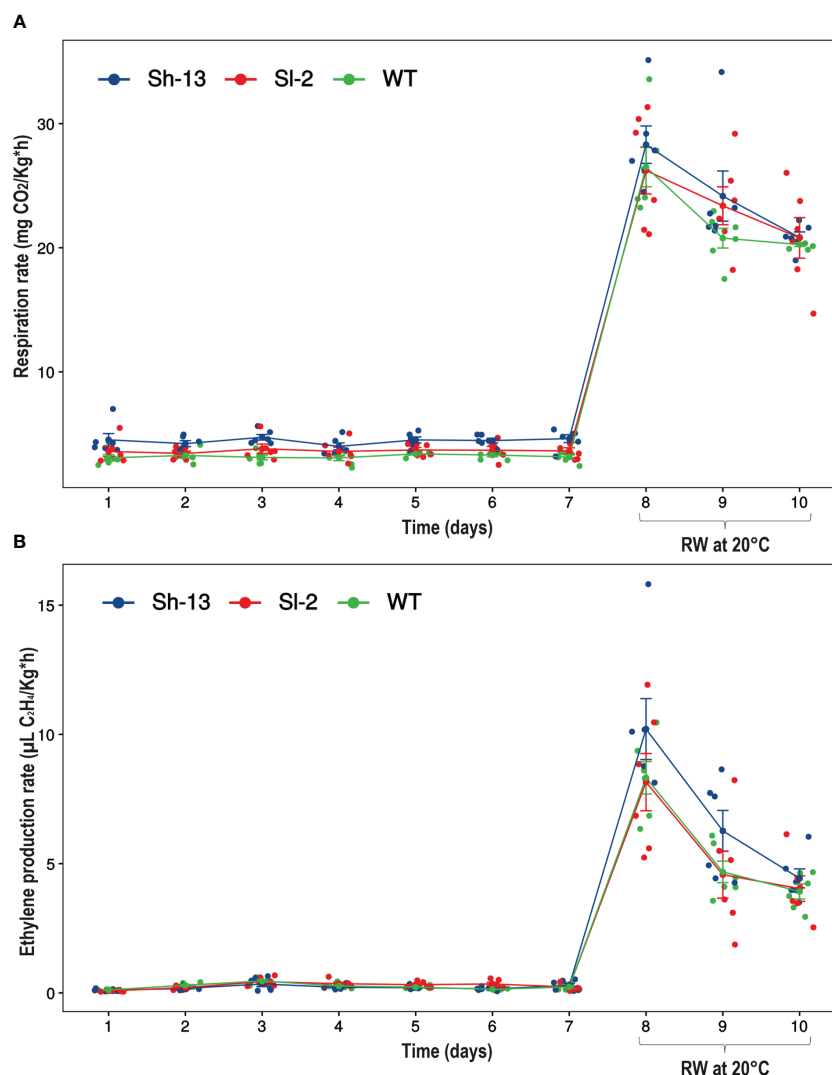 A
Sh-13 Sl-2 WT
Respiration rate (mg CO₂/Kg*h)
30
20
10
1 2 3 4 5 6 7 8 9 10
Time (days)
RW at 20°C
B
Sh-13 Sl-2 WT
Ethylene production rate (µL C₂H₄/Kg*h)
15
10
5
0
1 2 3 4 5 6 7 8 9 10
Time (days)
RW at 20°C